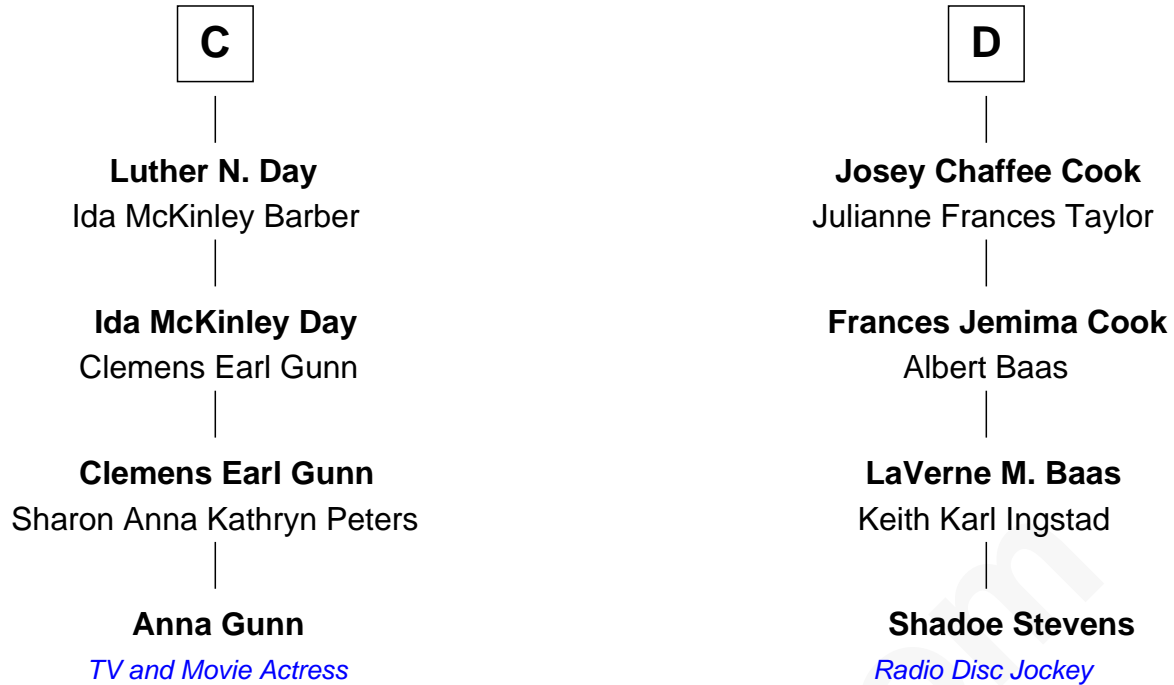 C
Luther N. Day
Ida McKinley Barber
Ida McKinley Day
Clemens Earl Gunn
Clemens Earl Gunn
Sharon Anna Kathryn Peters
Anna Gunn
TV and Movie Actress
D
Josey Chaffee Cook
Julianne Frances Taylor
Frances Jemima Cook
Albert Baas
LaVerne M. Baas
Keith Karl Ingstad
Shadoe Stevens
Radio Disc Jockey